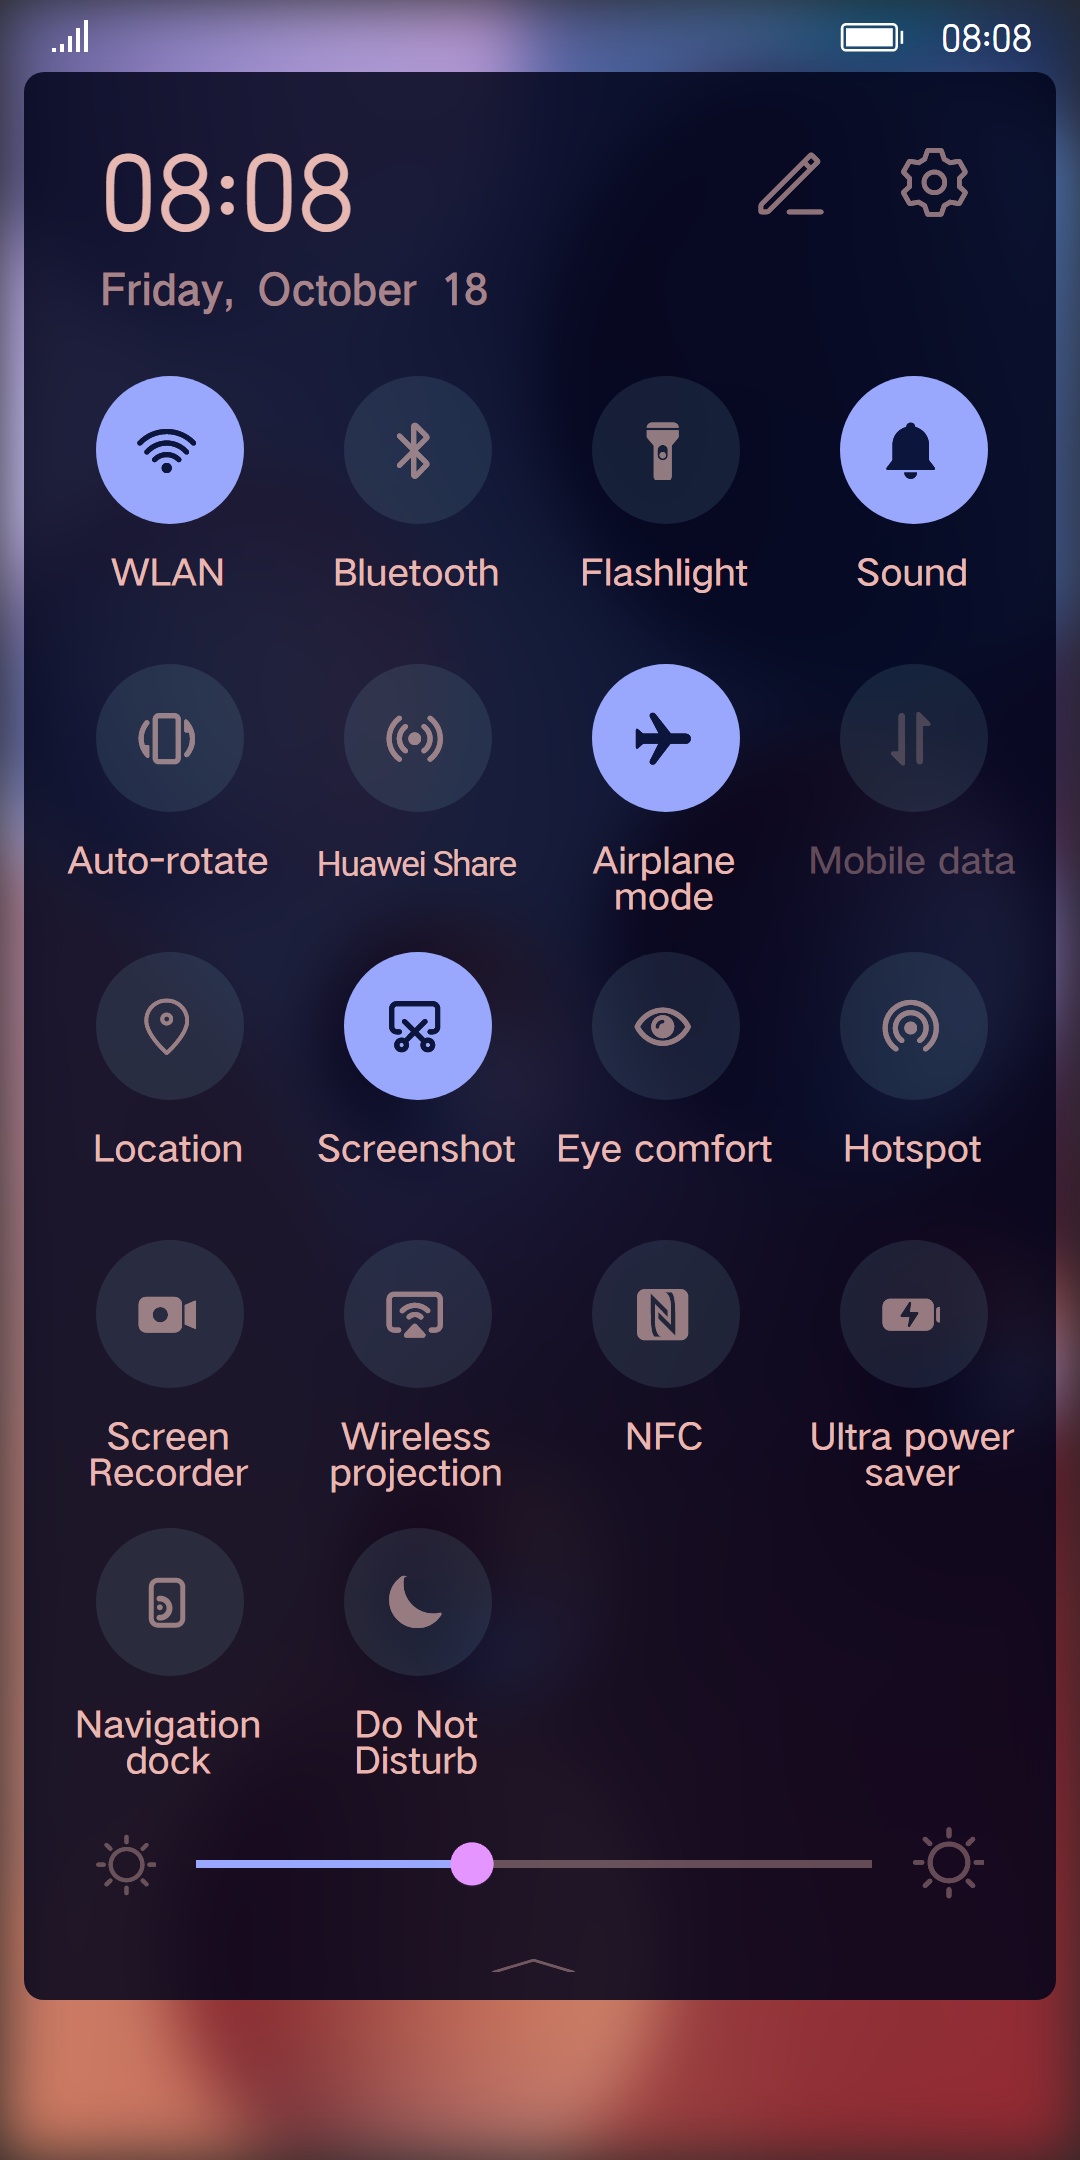 08:08
08:08
Friday, October 18
WLAN Bluetooth Flashlight Sound
Auto-rotate Huawei Share Airplane mode Mobile data
Location Screenshot Eye comfort Hotspot
Screen Recorder Wireless projection NFC Ultra power saver
Navigation dock Do Not Disturb